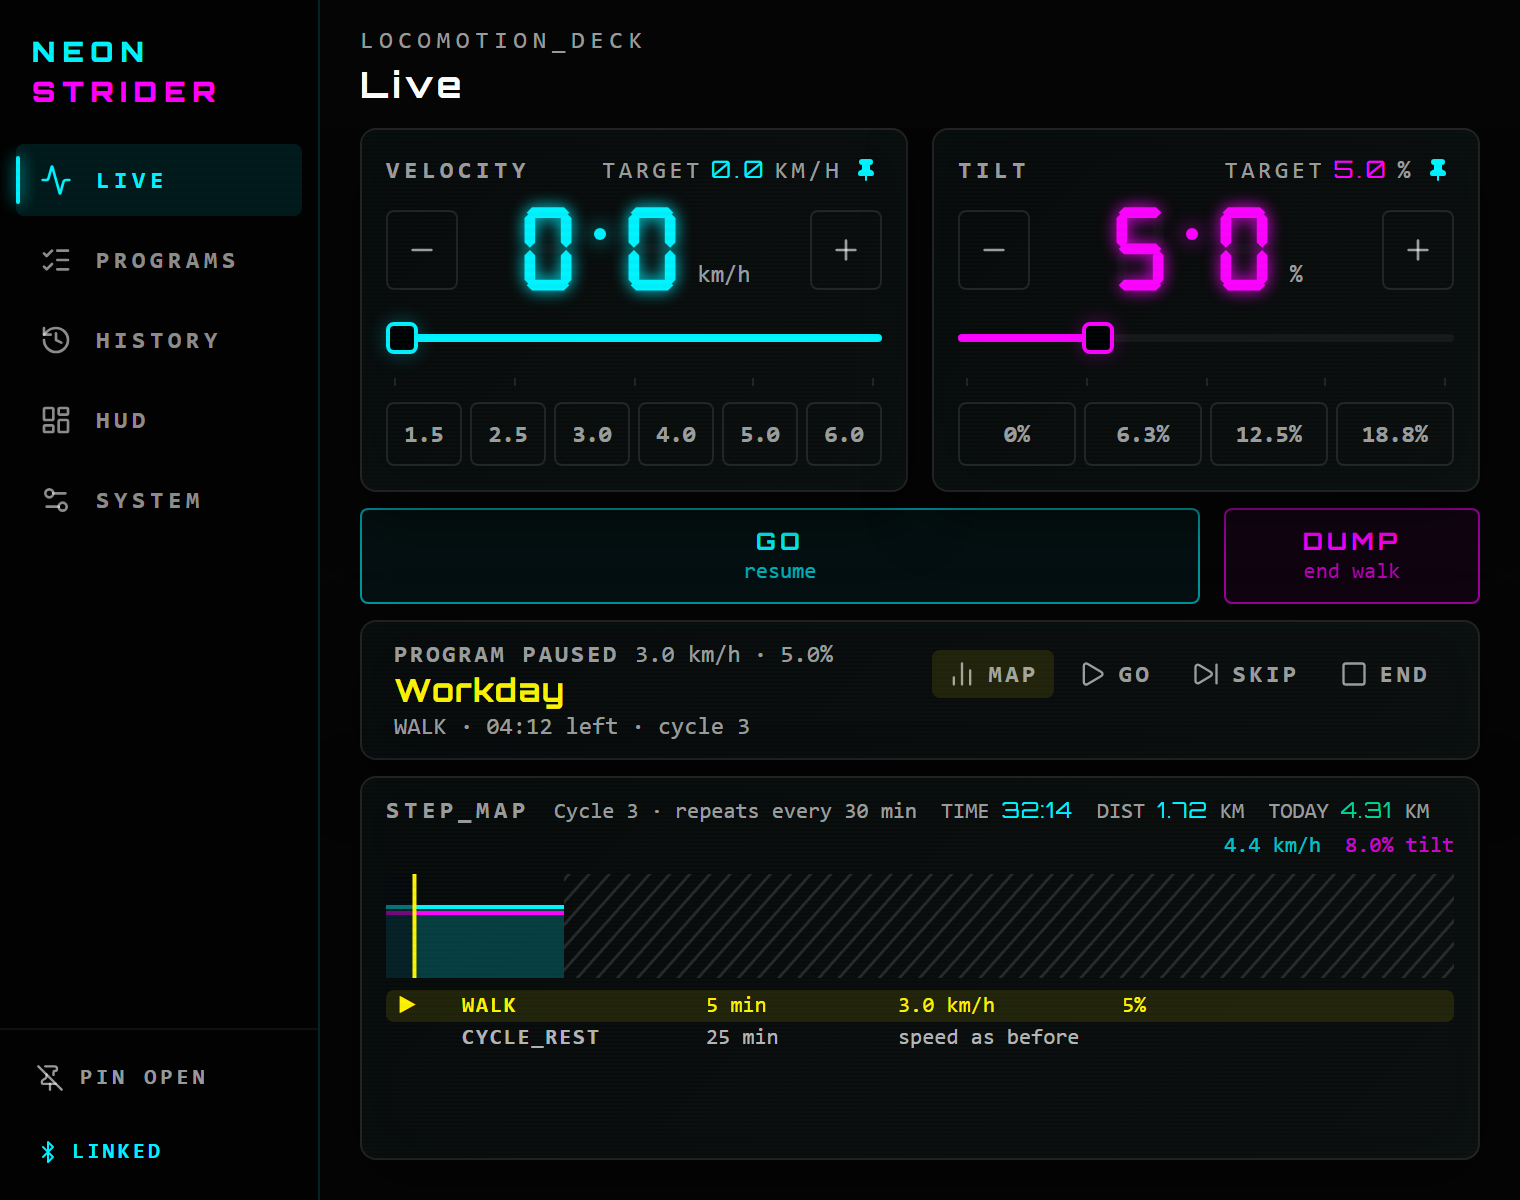 NEON
STRIDER
LIVE
PROGRAMS
HISTORY
HUD
SYSTEM
PIN OPEN
LINKED
LOCOMOTION_DECK
Live
VELOCITY TARGET 0.0 KM/H
0.0 km/h
1.5 2.5 3.0 4.0 5.0 6.0
TILT TARGET 5.0 %
5.0 %
0% 6.3% 12.5% 18.8%
GO
resume
DUMP
end walk
PROGRAM PAUSED 3.0 km/h · 5.0%
Workday
WALK · 04:12 left · cycle 3
MAP GO SKIP END
STEP_MAP Cycle 3 · repeats every 30 min TIME 32:14 DIST 1.72 KM TODAY 4.31 KM
4.4 km/h 8.0% tilt
WALK 5 min 3.0 km/h 5%
CYCLE_REST 25 min speed as before